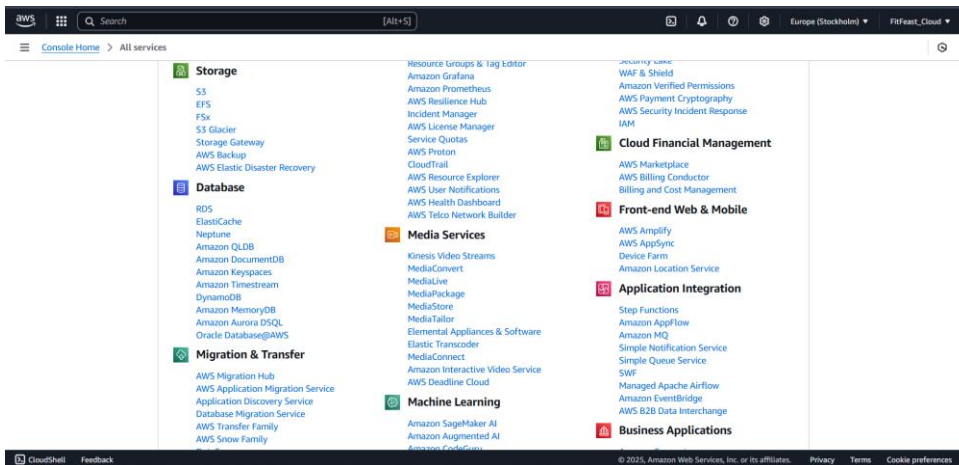 aws
Search
[Alt+S]
Europe (Stockholm)
FitFeast_Cloud
Console Home > All services
Storage
S3
EFS
FSx
S3 Glacier
Storage Gateway
AWS Backup
AWS Elastic Disaster Recovery
Database
RDS
ElastiCache
Neptune
Amazon QLDB
Amazon DocumentDB
Amazon Keyspaces
Amazon Timestream
DynamoDB
Amazon MemoryDB
Amazon Aurora DSQL
Oracle Database@AWS
Migration & Transfer
AWS Migration Hub
AWS Application Migration Service
Application Discovery Service
Database Migration Service
AWS Transfer Family
AWS Snow Family
Resource Groups & Tag Editor
Amazon Grafana
Amazon Prometheus
AWS Resilience Hub
Incident Manager
AWS License Manager
Service Quotas
AWS Proton
CloudTrail
AWS Resource Explorer
AWS User Notifications
AWS Health Dashboard
AWS Telco Network Builder
Media Services
Kinesis Video Streams
MediaConvert
MediaLive
MediaPackage
MediaStore
MediaTailor
Elemental Appliances & Software
Elastic Transcoder
MediaConnect
Amazon Interactive Video Service
AWS Deadline Cloud
Machine Learning
Amazon SageMaker AI
Amazon Augmented AI
Amazon CodeGuru
Security Lake
WAF & Shield
Amazon Verified Permissions
AWS Payment Cryptography
AWS Security Incident Response
IAM
Cloud Financial Management
AWS Marketplace
AWS Billing Conductor
Billing and Cost Management
Front-end Web & Mobile
AWS Amplify
AWS AppSync
Device Farm
Amazon Location Service
Application Integration
Step Functions
Amazon AppFlow
Amazon MQ
Simple Notification Service
Simple Queue Service
SWF
Managed Apache Airflow
Amazon EventBridge
AWS B2B Data Interchange
Business Applications
CloudShell
Feedback
© 2025, Amazon Web Services, Inc. or its affiliates.
Privacy
Terms
Cookie preferences